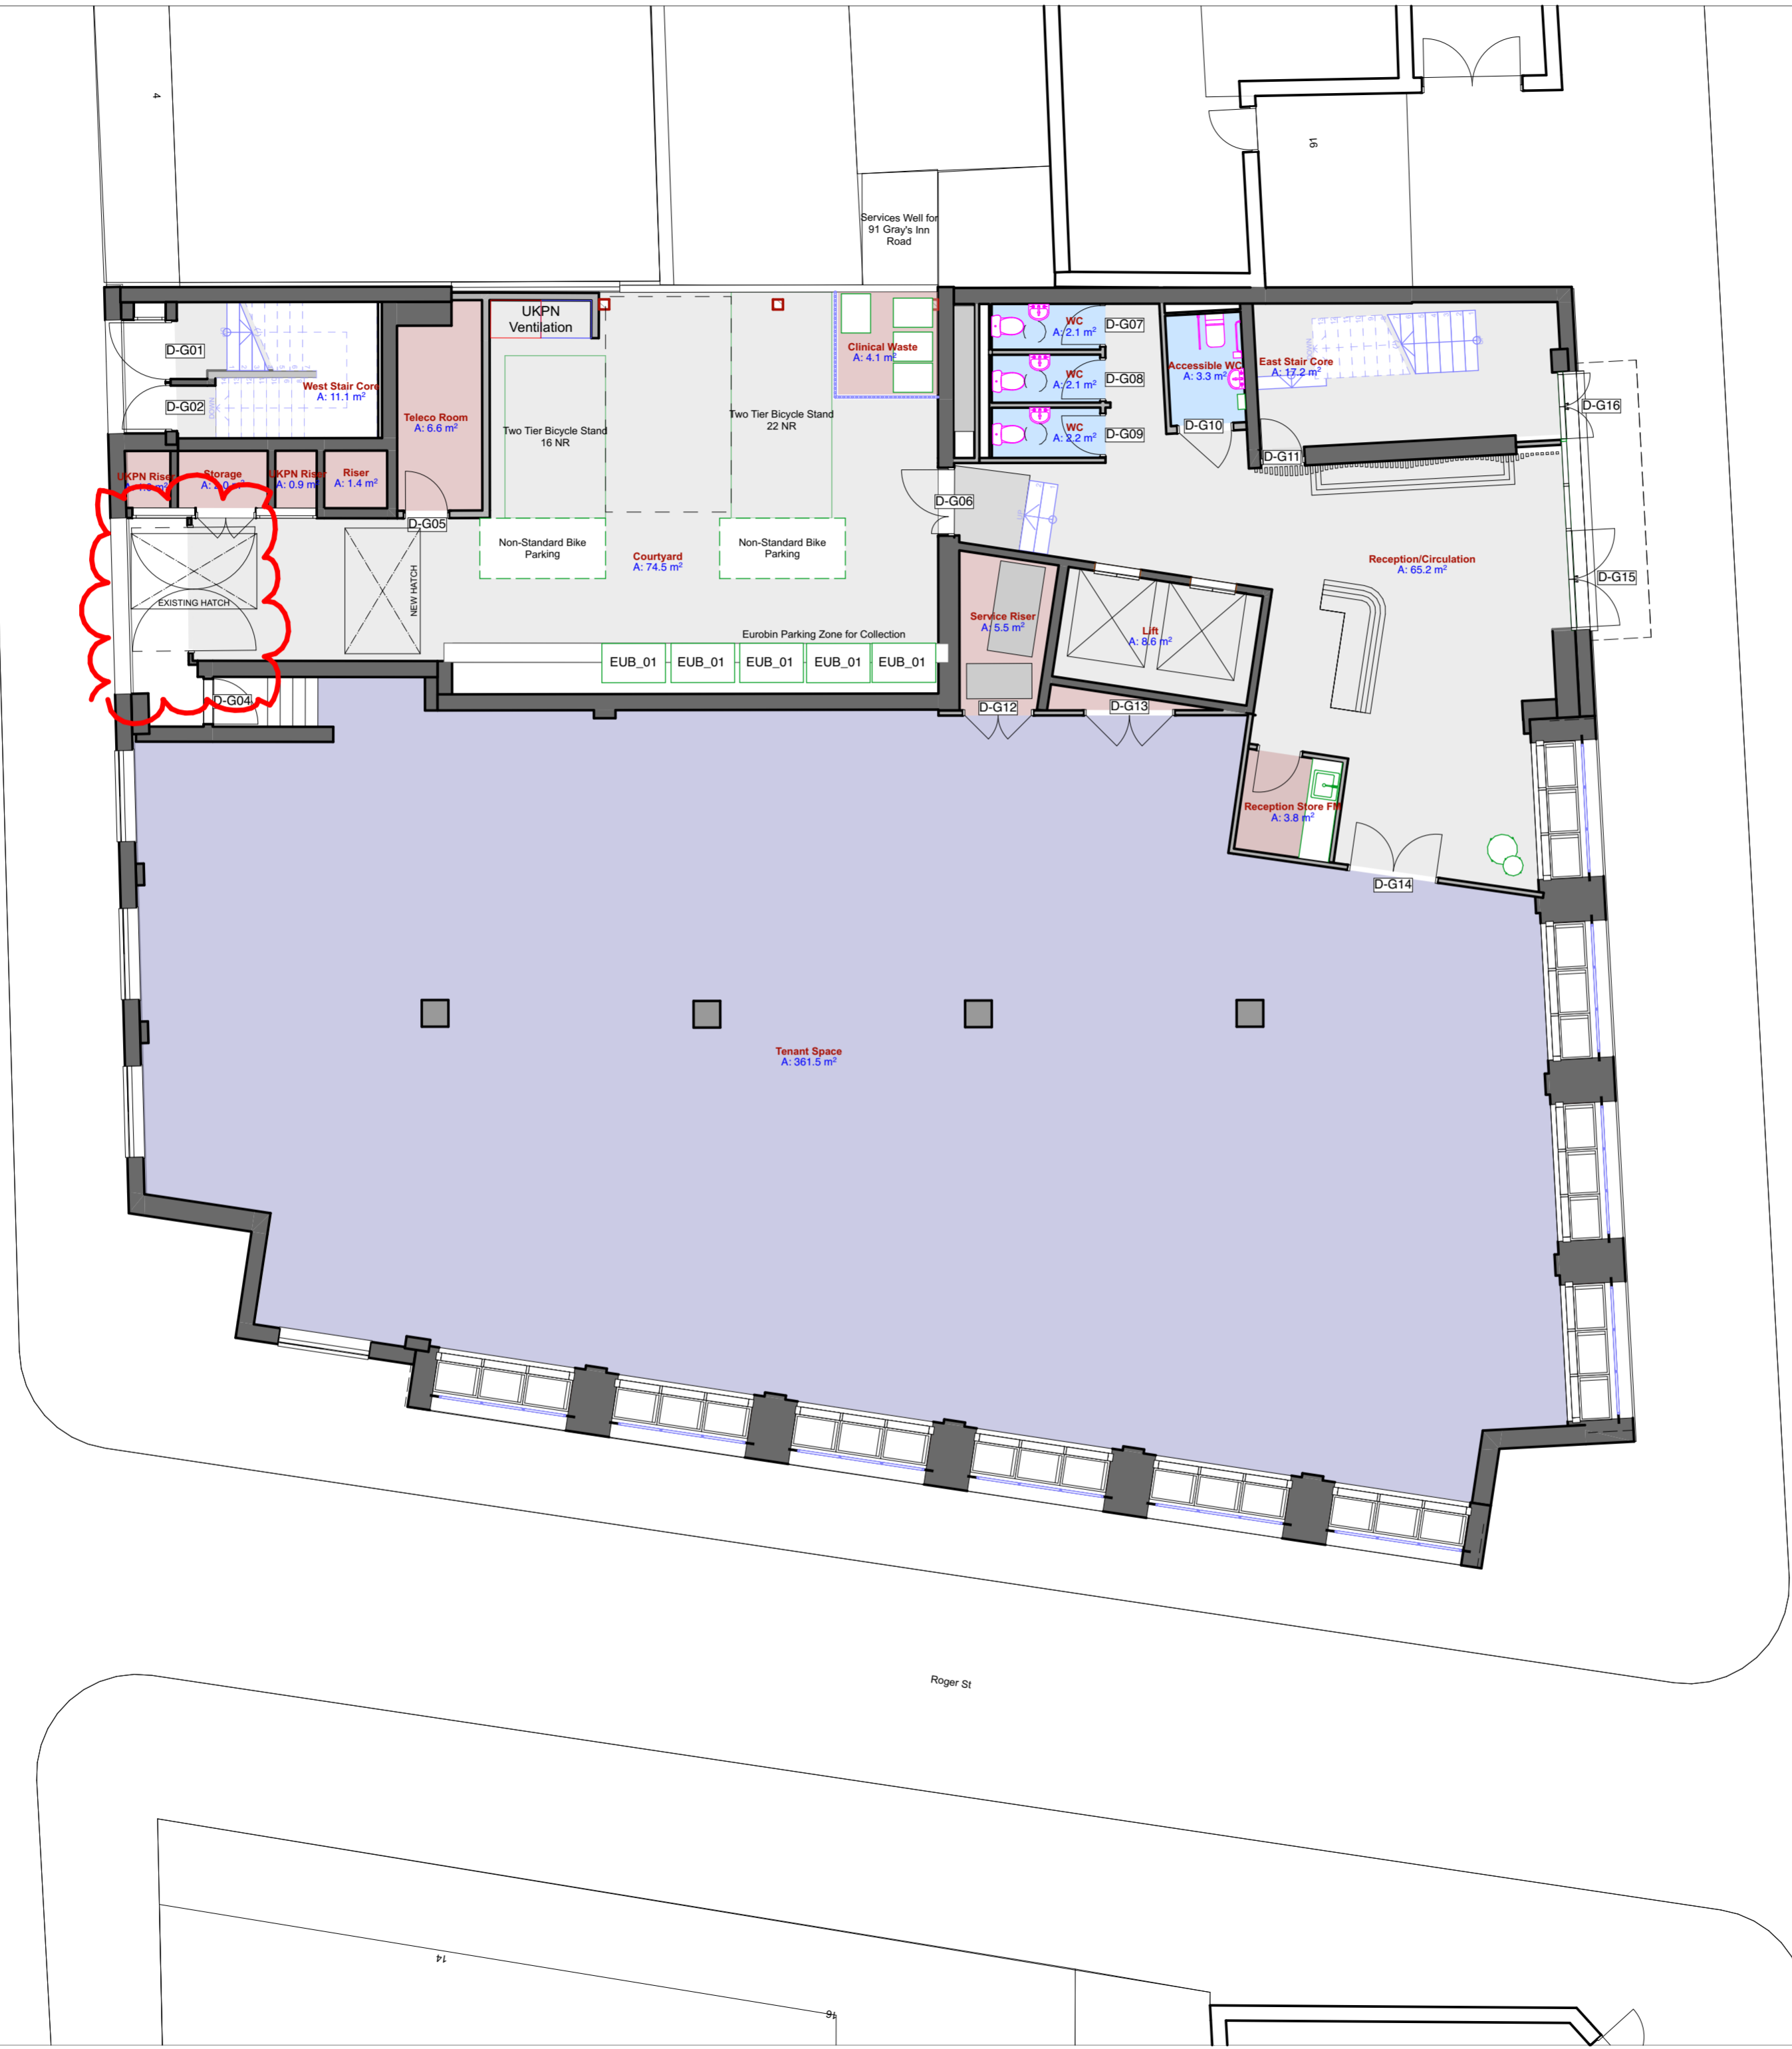 4
16
Services Well for
91 Gray's Inn
Road
UKPN
Ventilation
D-G01
D-G02
West Stair Core
A: 11.1 m²
DOWN
Teleco Room
A: 6.6 m²
Two Tier Bicycle Stand
16 NR
Two Tier Bicycle Stand
22 NR
Clinical Waste
A: 4.1 m²
WC
A: 2.1 m²
D-G07
WC
A: 2.1 m²
D-G08
WC
A: 2.2 m²
D-G09
Accessible WC
A: 3.3 m²
D-G10
East Stair Core
A: 17.2 m²
DOWN
D-G11
D-G16
UKPN Riser
Storage
A: 2.0 m²
UKPN Riser
A: 0.9 m²
Riser
A: 1.4 m²
D-G05
D-G06
UP
Non-Standard Bike
Parking
Non-Standard Bike
Parking
Courtyard
A: 74.5 m²
NEW HATCH
EXISTING HATCH
Reception/Circulation
A: 65.2 m²
D-G15
Service Riser
A: 5.5 m²
Lift
A: 8.6 m²
Eurobin Parking Zone for Collection
EUB_01
EUB_01
EUB_01
EUB_01
EUB_01
D-G04
D-G12
D-G13
Reception Store FM
A: 3.8 m²
D-G14
Tenant Space
A: 361.5 m²
Roger St
14
16